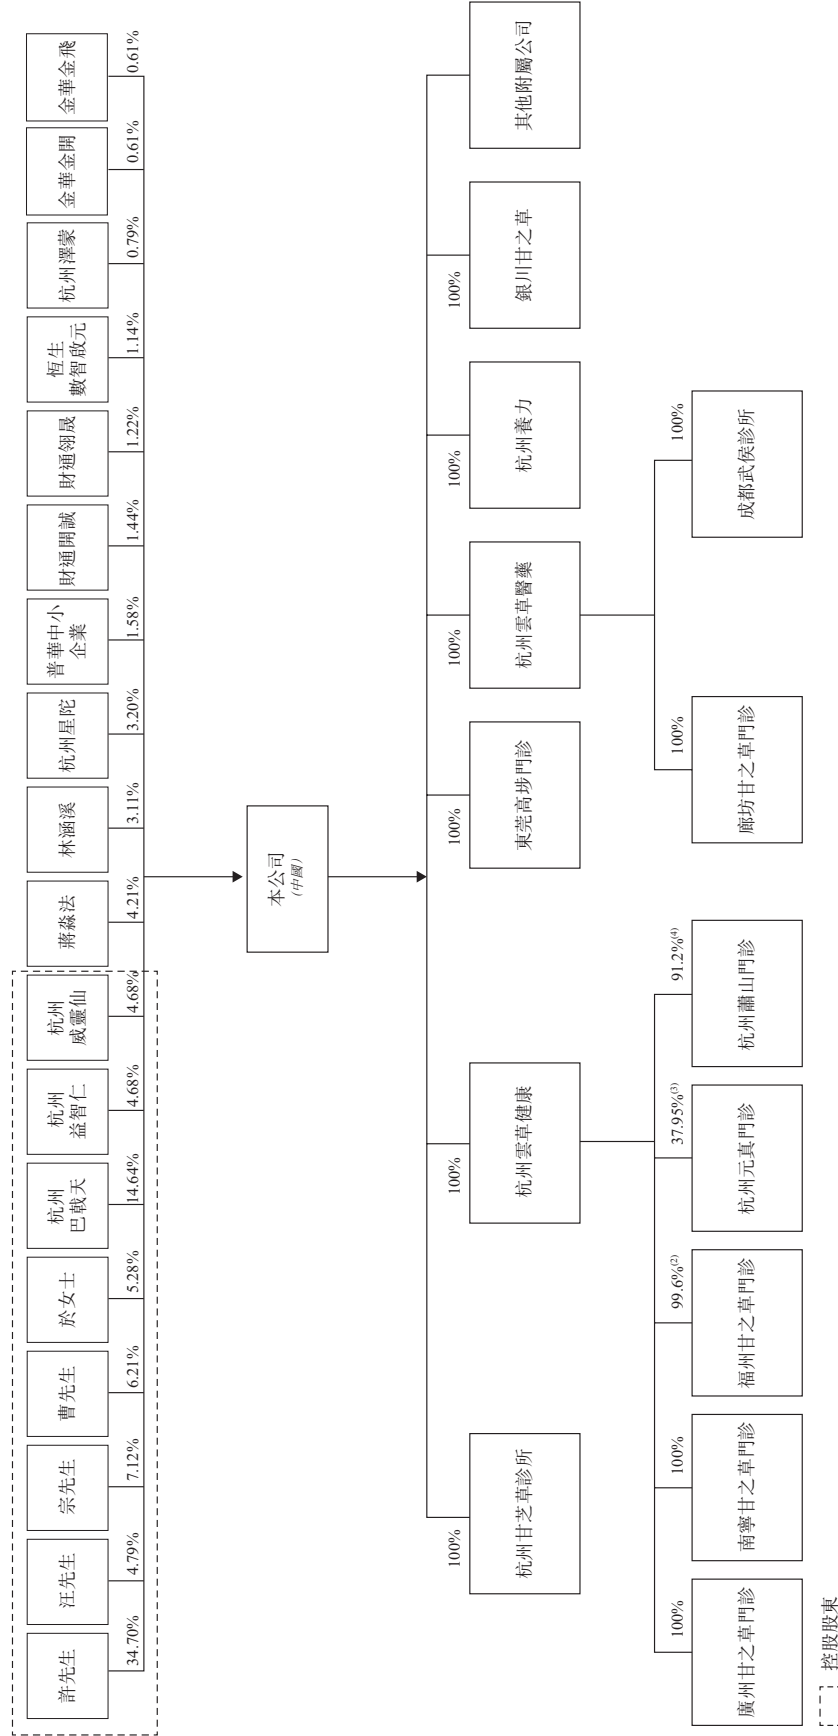 許先生
汪先生
宗先生
曹先生
於女士
杭州
巴戟天
杭州
益智仁
杭州
威靈仙
蔣淼法
林涵溪
杭州星陀
普華中小
企業
財通開誠
財通翎晟
恆生
數智啟元
杭州澤蒙
金華金開
金華金飛
34.70%
4.79%
7.12%
6.21%
5.28%
14.64%
4.68%
4.68%
4.21%
3.11%
3.20%
1.58%
1.44%
1.22%
1.14%
0.79%
0.61%
0.61%
本公司
(中國)
100%
100%
100%
100%
100%
100%
杭州甘芝草診所
杭州雲草健康
東莞高埗門診
杭州雲草醫藥
杭州養力
銀川甘之草
其他附屬公司
100%
100%
99.6%(2)
37.95%(3)
91.2%(4)
100%
100%
廣州甘之草門診
南寧甘之草門診
福州甘之草門診
杭州元真門診
杭州蕭山門診
廊坊甘之草門診
成都武侯診所
控股股東